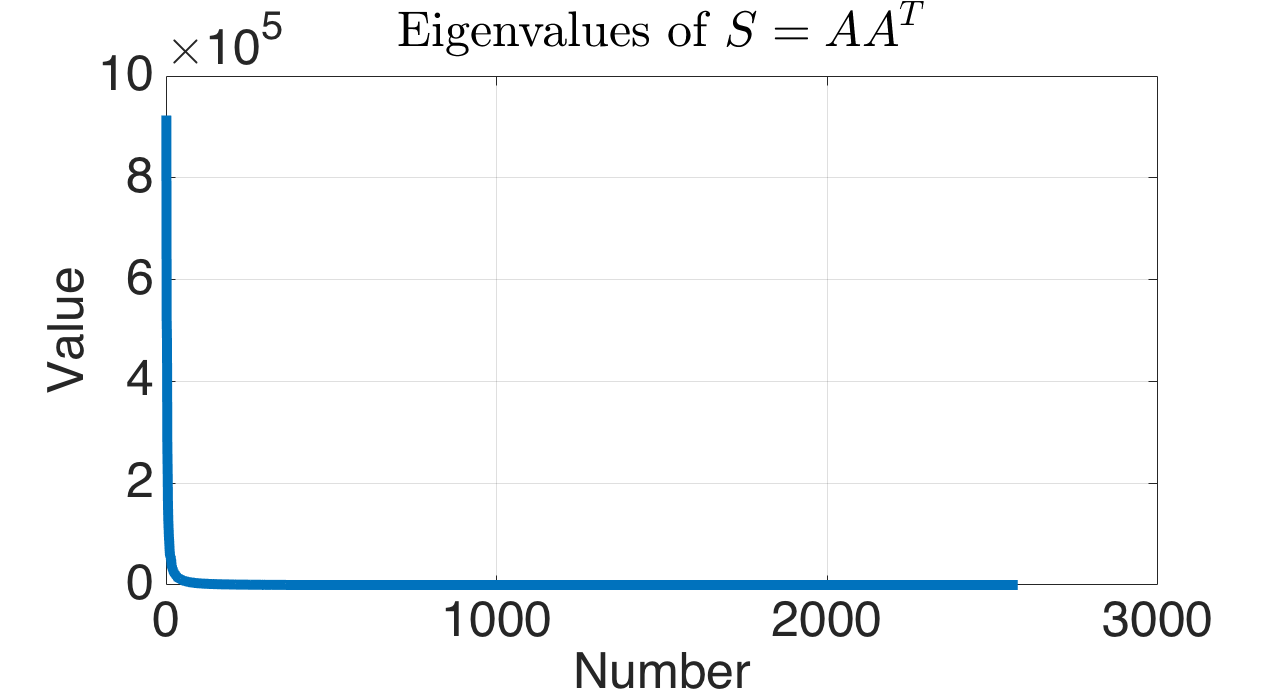 Eigenvalues of $S = AA^T$
×10^5
10
8
6
4
2
0
Value
0 1000 2000 3000
Number